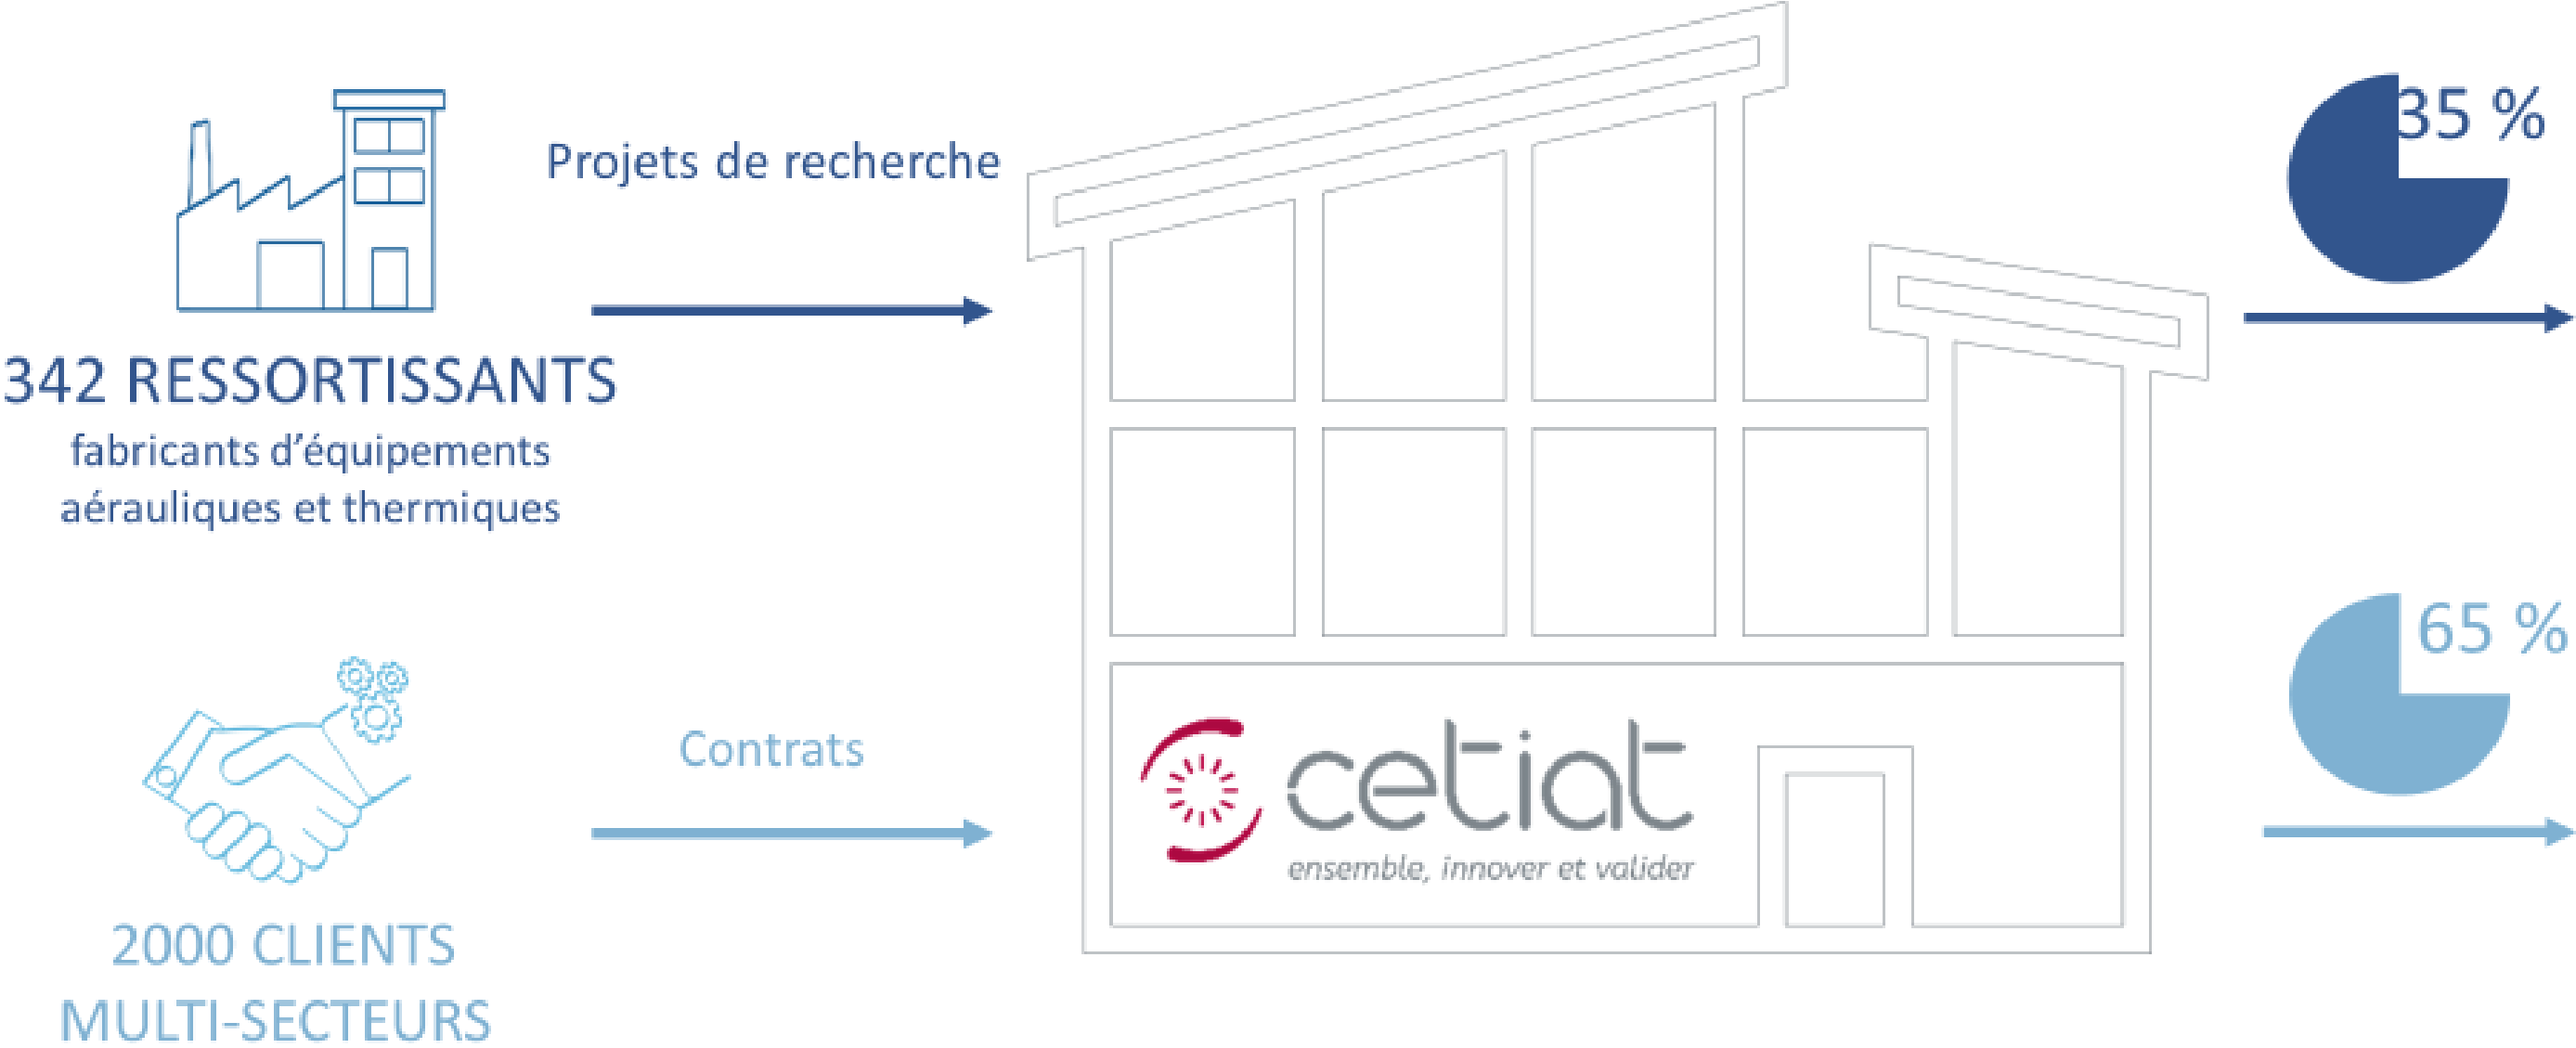 Projets de recherche
35 %
342 RESSORTISSANTS
fabricants d'équipements
aérauliques et thermiques
65 %
Contrats
cetiat
ensemble, innover et valider
2000 CLIENTS
MULTI-SECTEURS